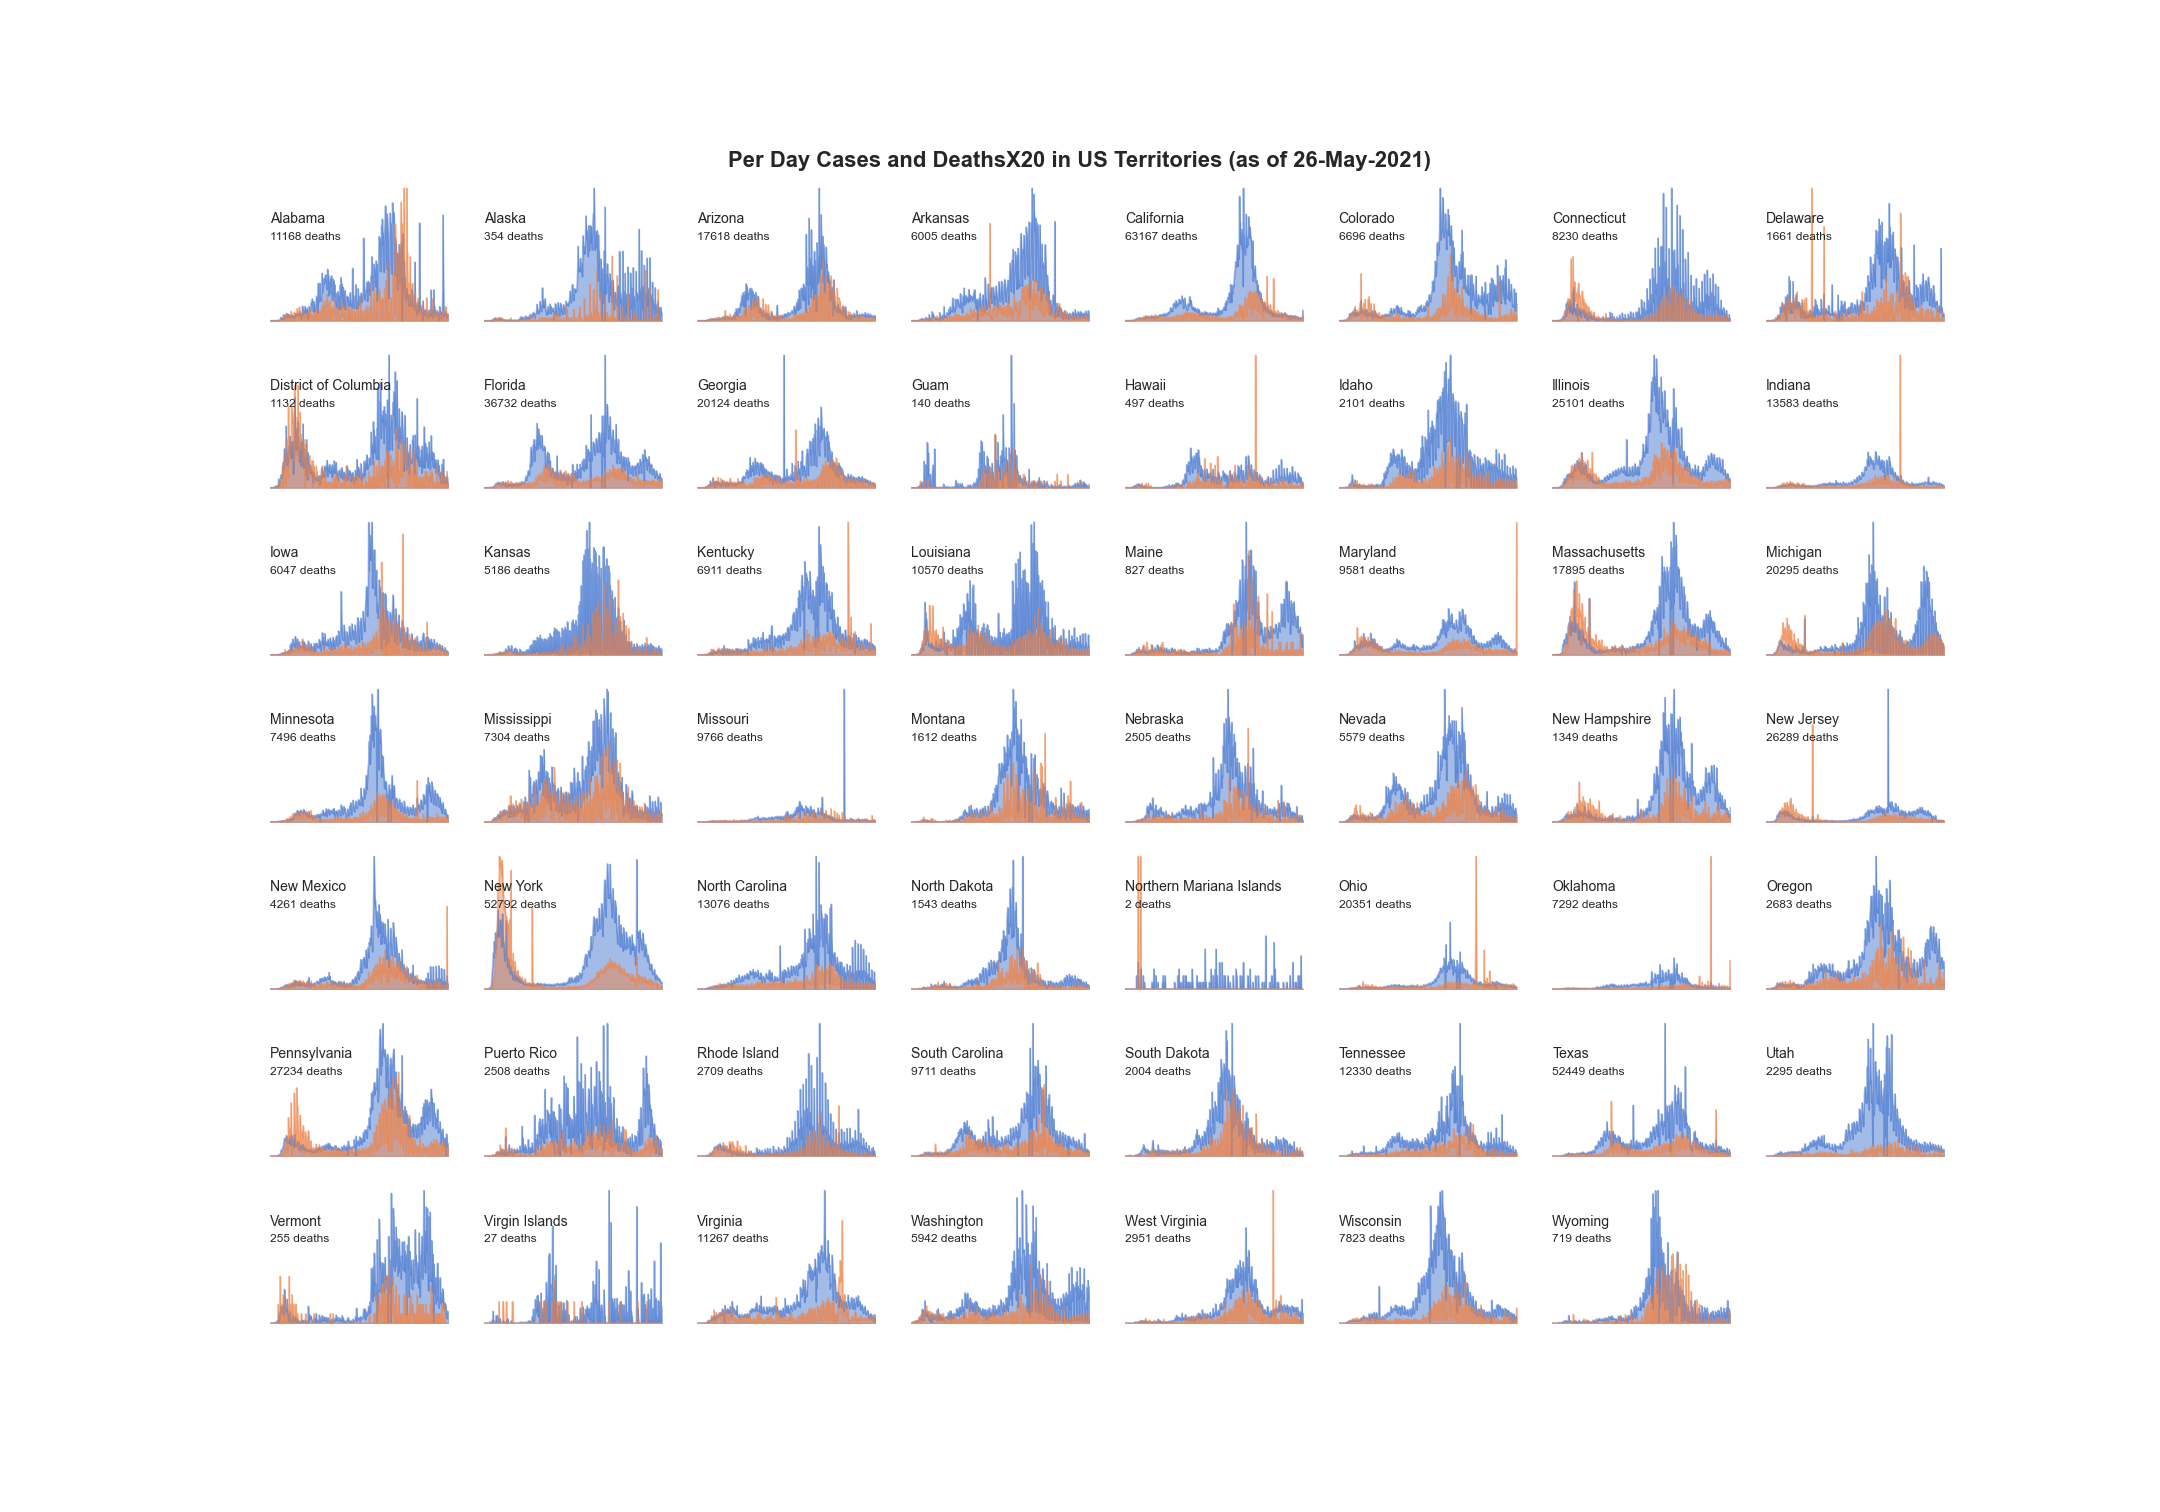 Per Day Cases and DeathsX20 in US Territories (as of 26-May-2021)
Alabama
11168 deaths
Alaska
354 deaths
Arizona
17618 deaths
Arkansas
6005 deaths
California
63167 deaths
Colorado
6696 deaths
Connecticut
8230 deaths
Delaware
1661 deaths
District of Columbia
1132 deaths
Florida
36732 deaths
Georgia
20124 deaths
Guam
140 deaths
Hawaii
497 deaths
Idaho
2101 deaths
Illinois
25101 deaths
Indiana
13583 deaths
Iowa
6047 deaths
Kansas
5186 deaths
Kentucky
6911 deaths
Louisiana
10570 deaths
Maine
827 deaths
Maryland
9581 deaths
Massachusetts
17895 deaths
Michigan
20295 deaths
Minnesota
7496 deaths
Mississippi
7304 deaths
Missouri
9766 deaths
Montana
1612 deaths
Nebraska
2505 deaths
Nevada
5579 deaths
New Hampshire
1349 deaths
New Jersey
26289 deaths
New Mexico
4261 deaths
New York
52792 deaths
North Carolina
13076 deaths
North Dakota
1543 deaths
Northern Mariana Islands
2 deaths
Ohio
20351 deaths
Oklahoma
7292 deaths
Oregon
2683 deaths
Pennsylvania
27234 deaths
Puerto Rico
2508 deaths
Rhode Island
2709 deaths
South Carolina
9711 deaths
South Dakota
2004 deaths
Tennessee
12330 deaths
Texas
52449 deaths
Utah
2295 deaths
Vermont
255 deaths
Virgin Islands
27 deaths
Virginia
11267 deaths
Washington
5942 deaths
West Virginia
2951 deaths
Wisconsin
7823 deaths
Wyoming
719 deaths